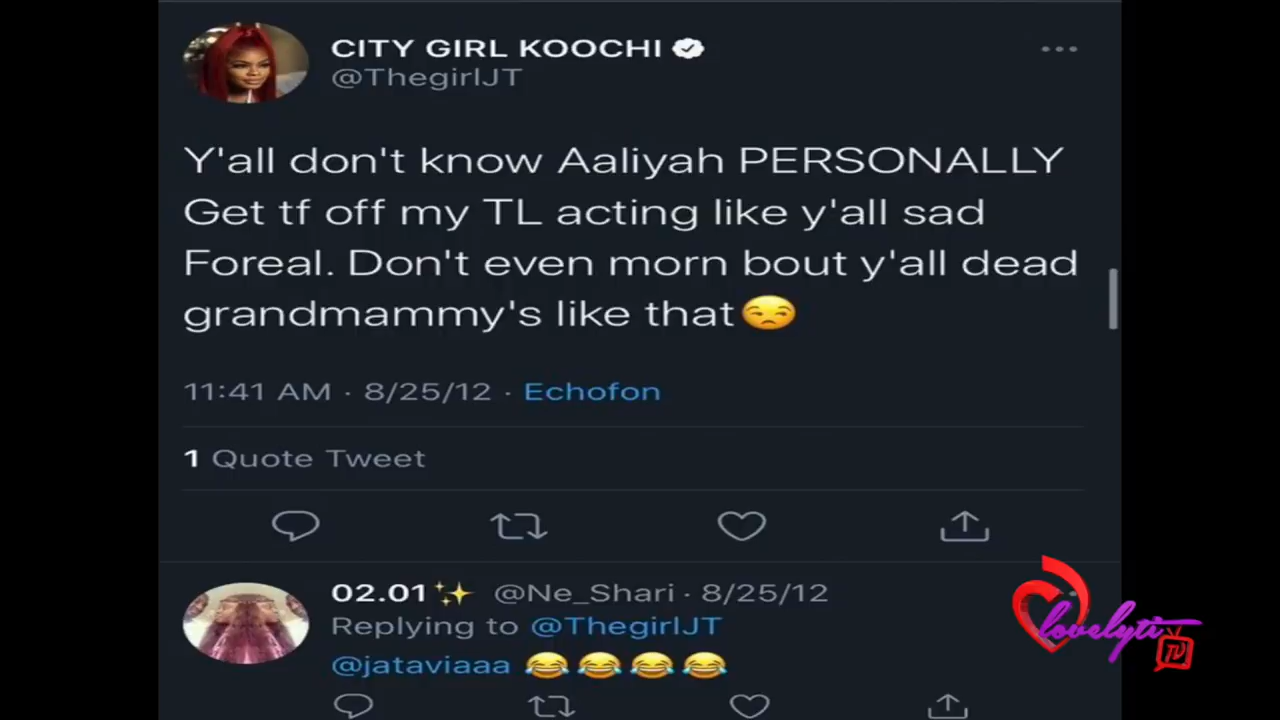 CITY GIRL KOOCHI
@ThegirlJT
Y'all don't know Aaliyah PERSONALLY
Get tf off my TL acting like y'all sad
Foreal. Don't even morn bout y'all dead
grandmammy's like that😒
11:41 AM · 8/25/12 · Echofon
1 Quote Tweet
02.01✨ @Ne_Shari · 8/25/12
Replying to @ThegirlJT
@jataviaaa 😂😂😂😂
lovelyti
TV